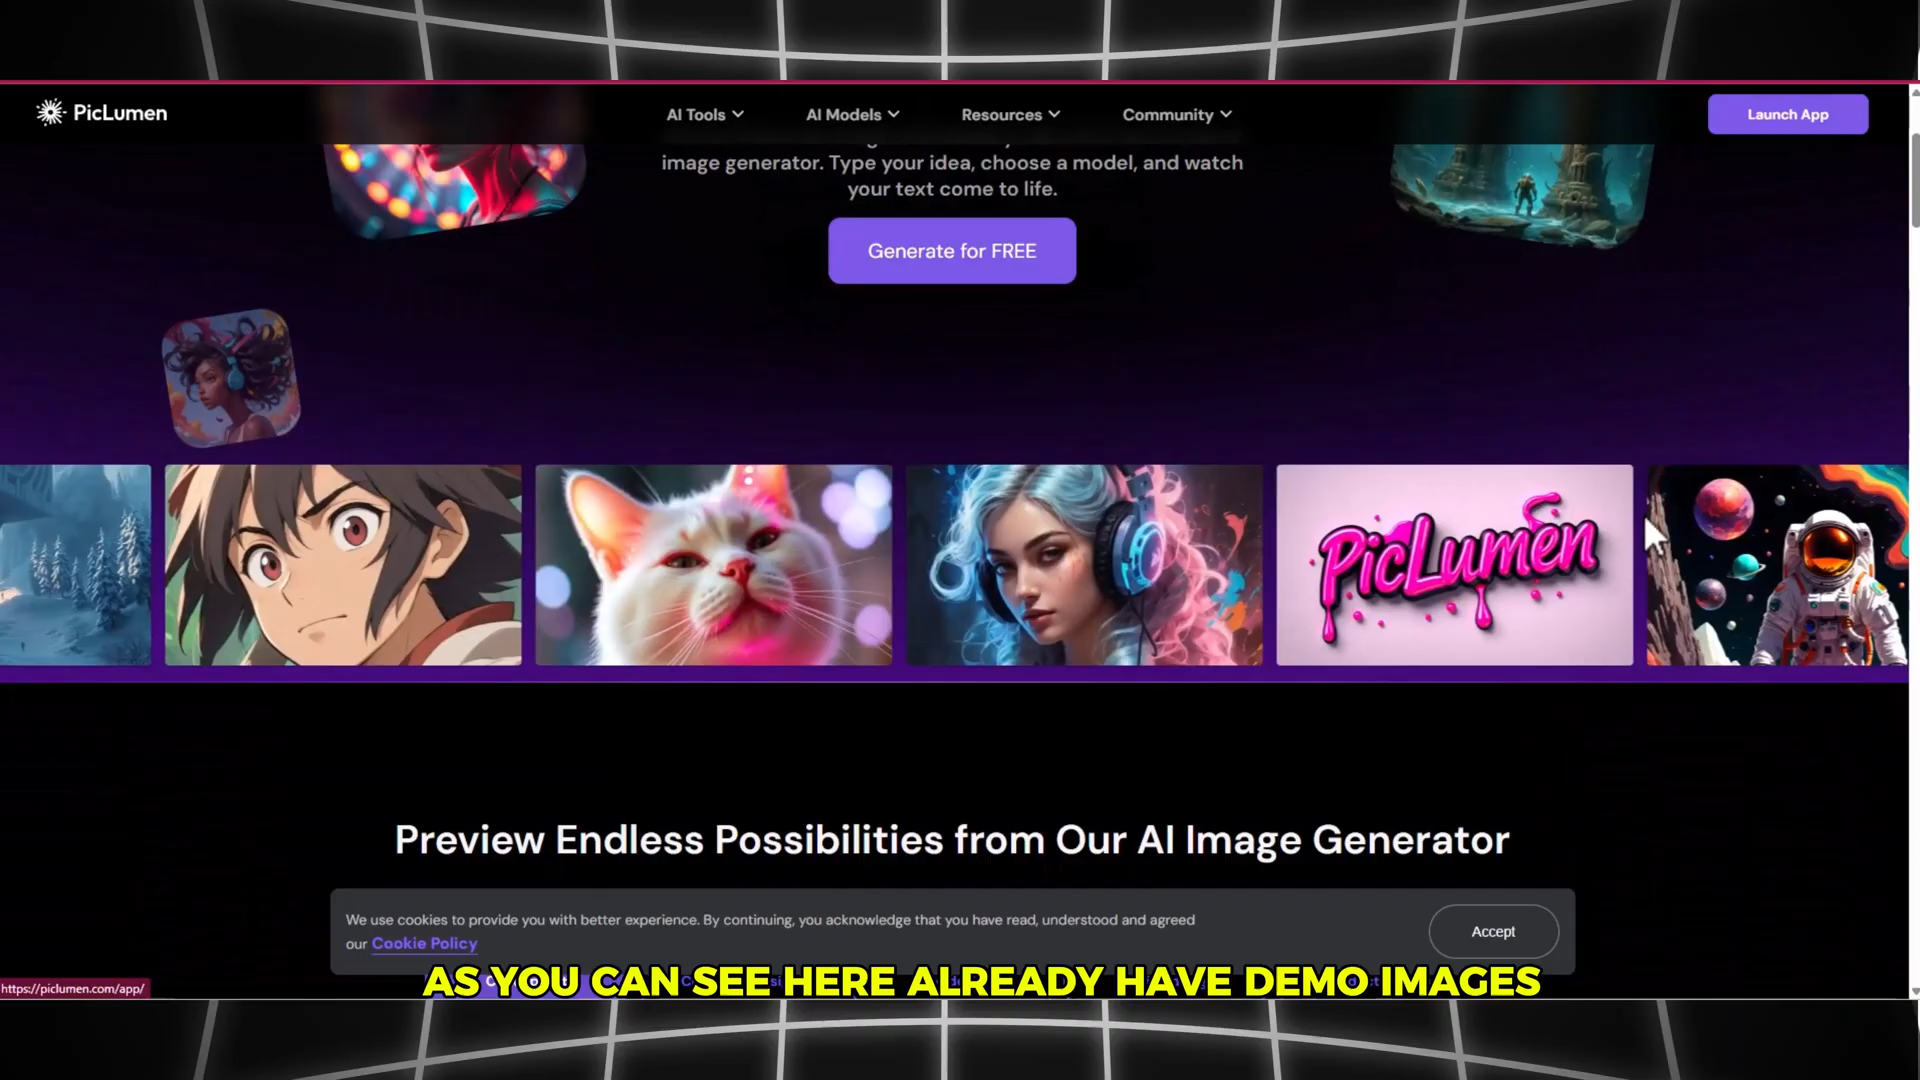 PicLumen
AI Tools
AI Models
Resources
Community
Launch App
image generator. Type your idea, choose a model, and watch
your text come to life.
Generate for FREE
PicLumen
Preview Endless Possibilities from Our AI Image Generator
We use cookies to provide you with better experience. By continuing, you acknowledge that you have read, understood and agreed
our Cookie Policy
Accept
AS YOU CAN SEE HERE ALREADY HAVE DEMO IMAGES
https://piclumen.com/app/